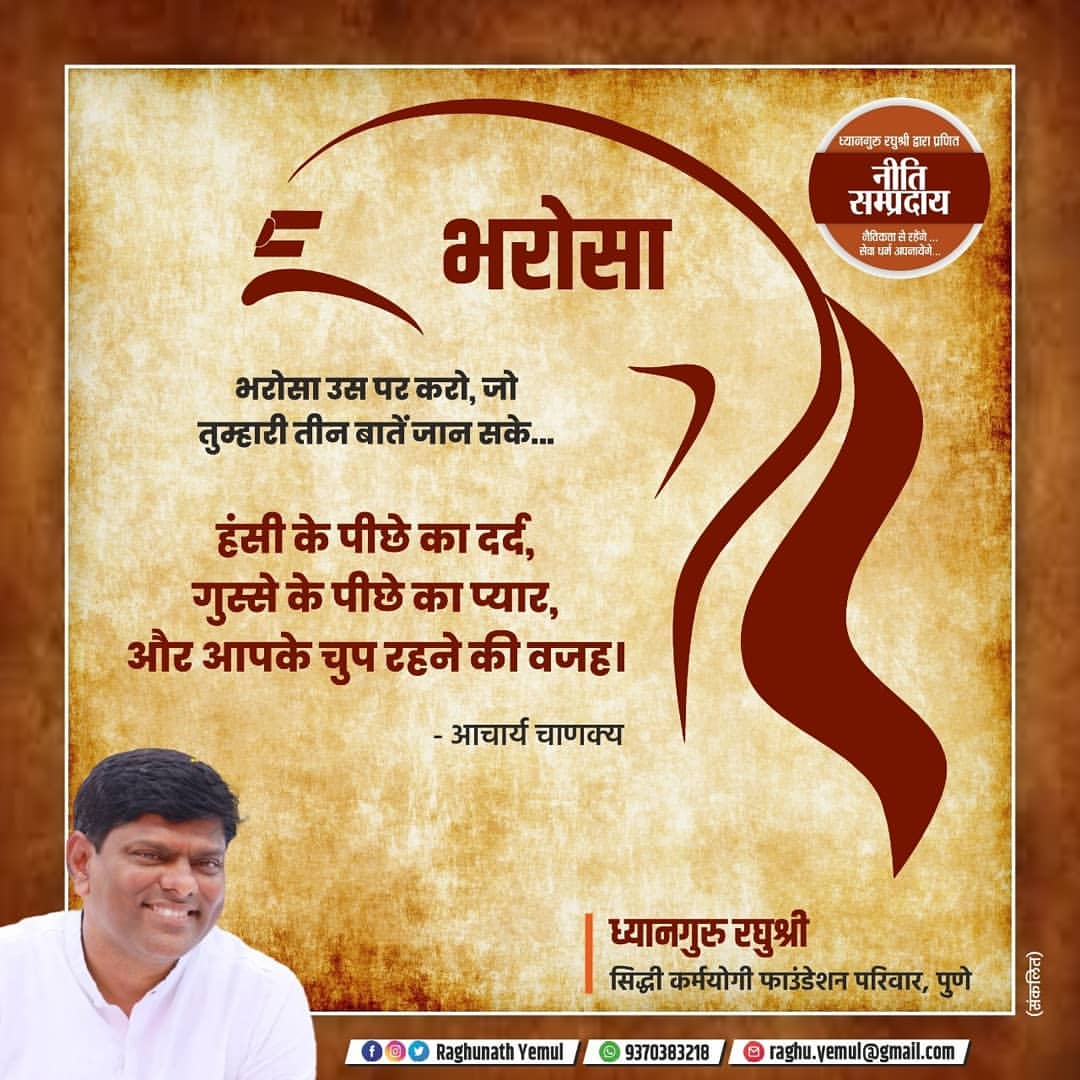 ध्यानगुरु रघुश्री द्वारा प्रणित
नीति
सम्प्रदाय
नैतिकता से रहेंगे ...
सेवा धर्म अपनायेंगे...
भरोसा
भरोसा उस पर करो, जो
तुम्हारी तीन बातें जान सके...
हंसी के पीछे का दर्द,
गुस्से के पीछे का प्यार,
और आपके चुप रहने की वजह।
- आचार्य चाणक्य
ध्यानगुरु रघुश्री
सिद्धी कर्मयोगी फाउंडेशन परिवार, पुणे
(संकलित)
Raghunath Yemul
9370383218
raghu.yemul@gmail.com